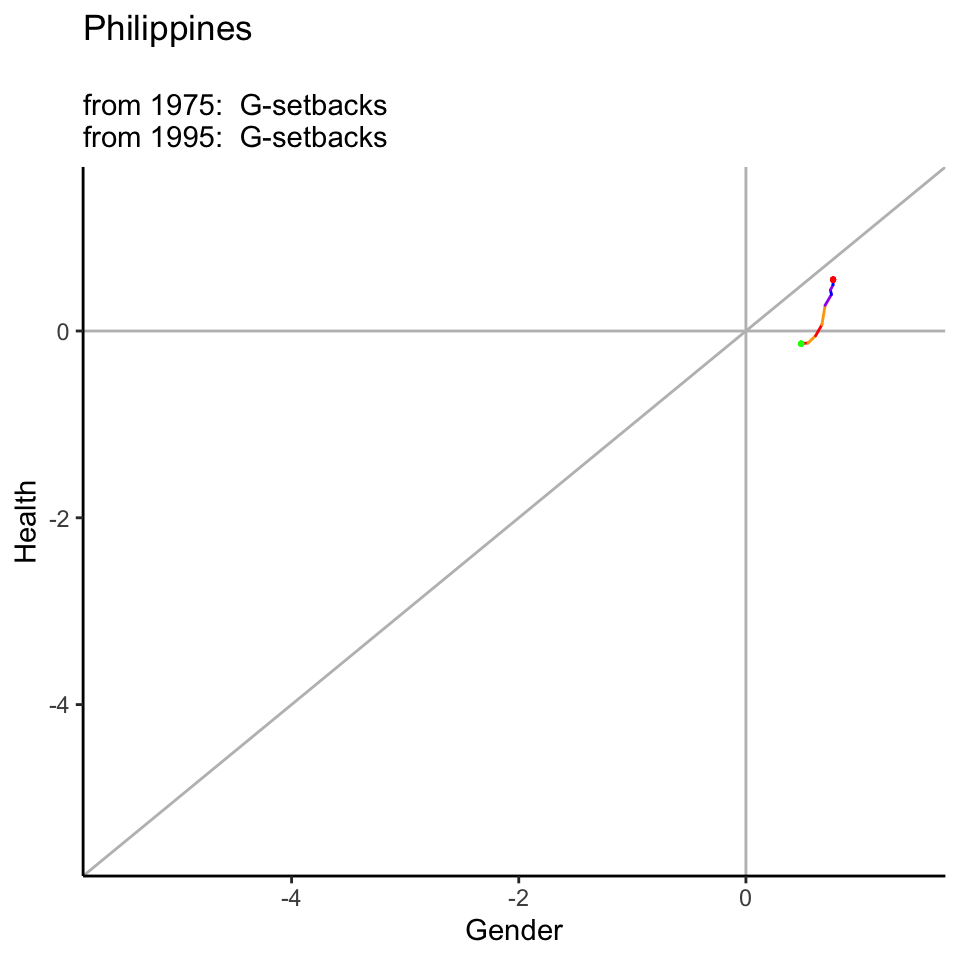 Philippines
from 1975:  G-setbacks
from 1995:  G-setbacks
Health
0
-2
-4
-4
-2
0
Gender